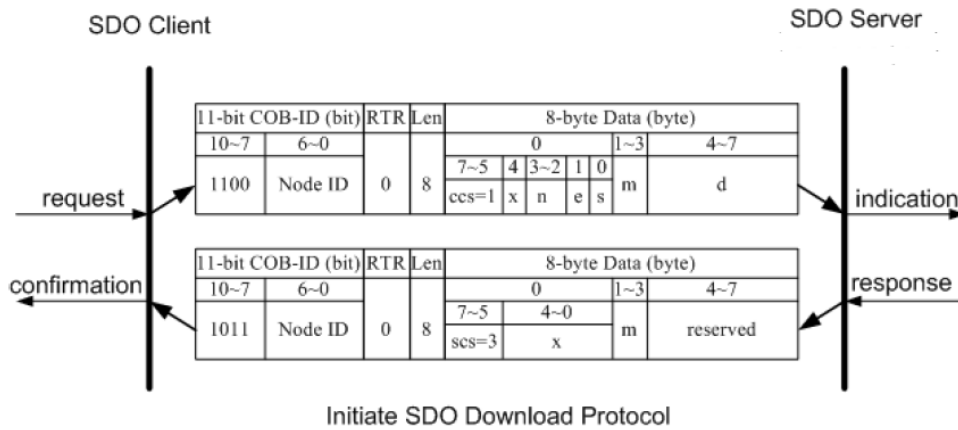 SDO Client
SDO Server
11-bit COB-ID (bit) RTR Len 8-byte Data (byte)
10~7 6~0 0 1~3 4~7
7~5 4 3~2 1 0
1100 Node ID 0 8 ccs=1 x n e s m d
request
indication
11-bit COB-ID (bit) RTR Len 8-byte Data (byte)
10~7 6~0 0 1~3 4~7
confirmation
response
7~5 4~0
1011 Node ID 0 8 scs=3 x m reserved
Initiate SDO Download Protocol